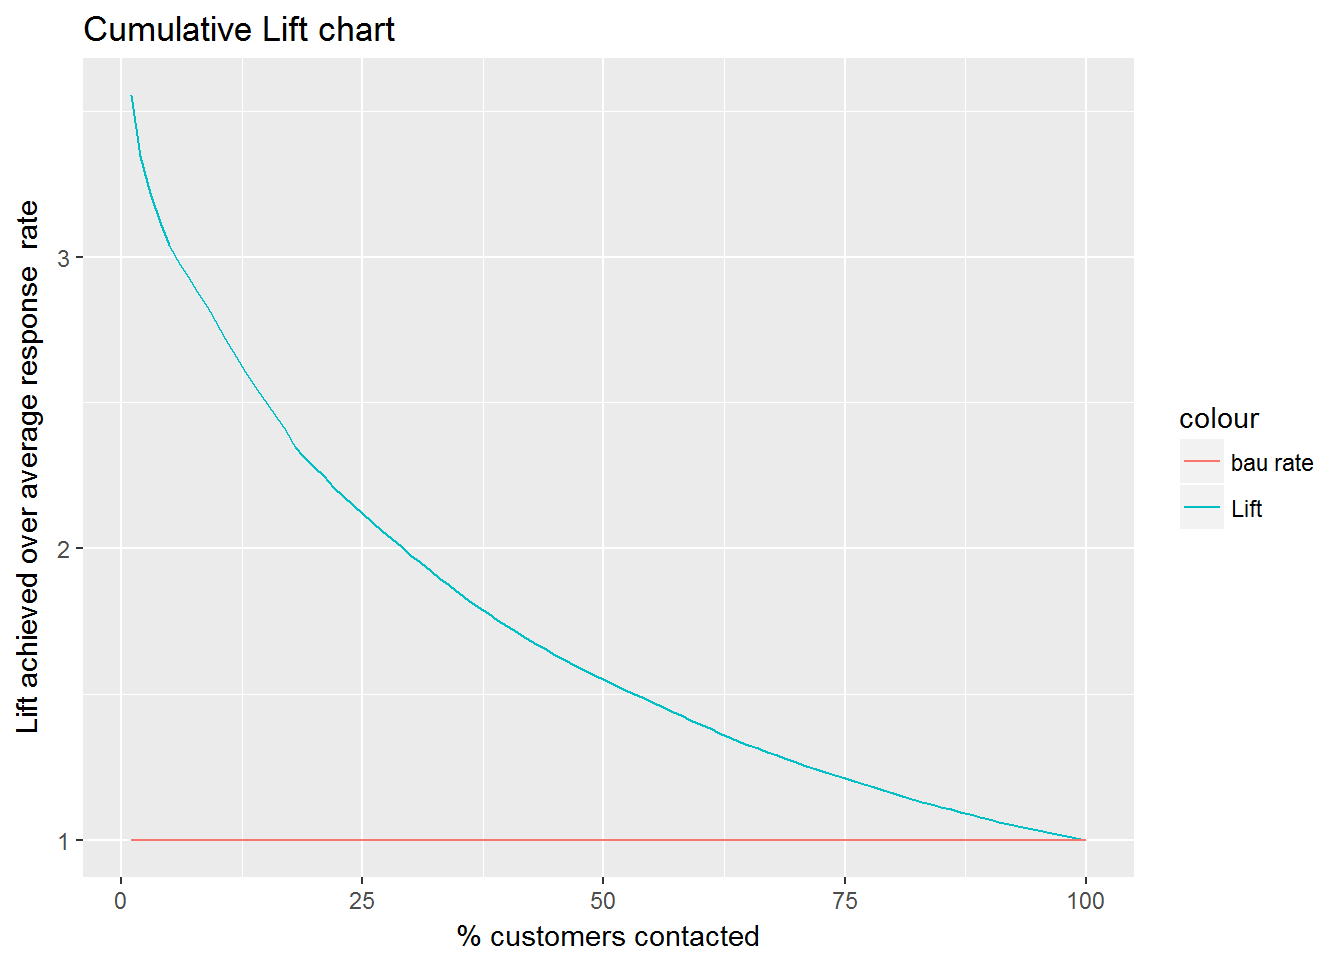 Cumulative Lift chart
Lift achieved over average response  rate
3
2
1
0 25 50 75 100
% customers contacted
colour
bau rate
Lift